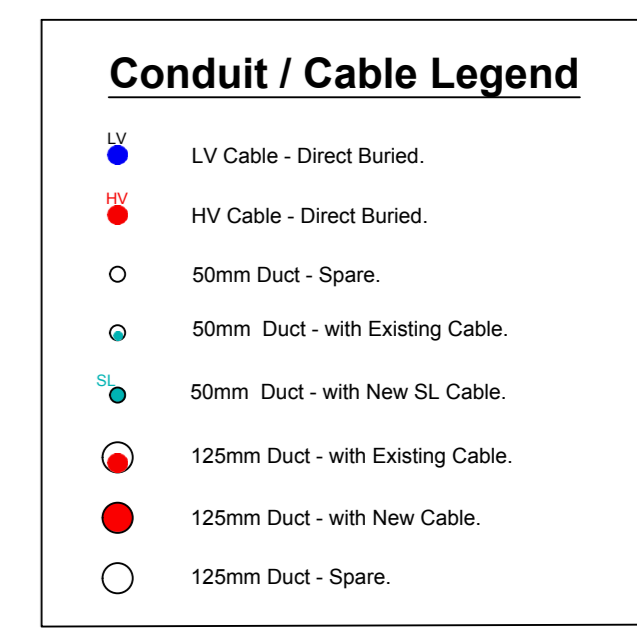 Conduit / Cable Legend
LV
LV Cable - Direct Buried.
HV
HV Cable - Direct Buried.
50mm Duct - Spare.
50mm  Duct - with Existing Cable.
SL
50mm  Duct - with New SL Cable.
125mm Duct - with Existing Cable.
125mm Duct - with New Cable.
125mm Duct - Spare.